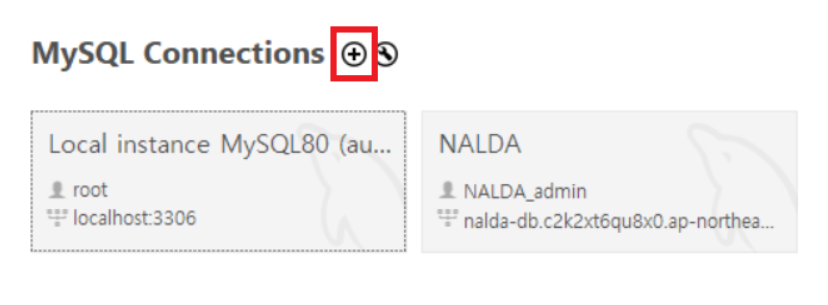 MySQL Connections
Local instance MySQL80 (au...
root
localhost:3306
NALDA
NALDA_admin
nalda-db.c2k2xt6qu8x0.ap-northea...